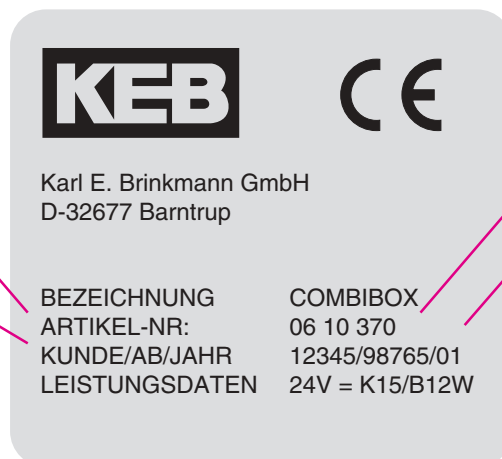 KEB CE
Karl E. Brinkmann GmbH
D-32677 Barntrup
BEZEICHNUNG COMBIBOX
ARTIKEL-NR: 06 10 370
KUNDE/AB/JAHR 12345/98765/01
LEISTUNGSDATEN 24V = K15/B12W